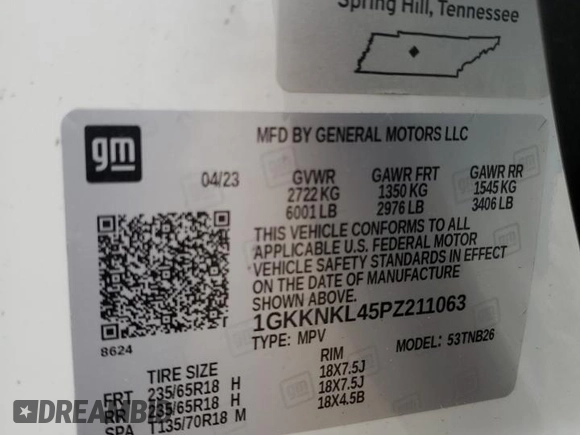 Spring Hill, Tennessee
gm
MFD BY GENERAL MOTORS LLC
04/23 GVWR GAWR FRT GAWR RR
2722 KG 1350 KG 1545 KG
6001 LB 2976 LB 3406 LB
THIS VEHICLE CONFORMS TO ALL
APPLICABLE U.S. FEDERAL MOTOR
VEHICLE SAFETY STANDARDS IN EFFECT
ON THE DATE OF MANUFACTURE
SHOWN ABOVE.
1GKKNKL45PZ211063
8624
TYPE: MPV MODEL: 53TNB26
TIRE SIZE RIM
FRT 235/65R18 H 18X7.5J
RR 235/65R18 H 18X7.5J
SPA T135/70R18 M 18X4.5B